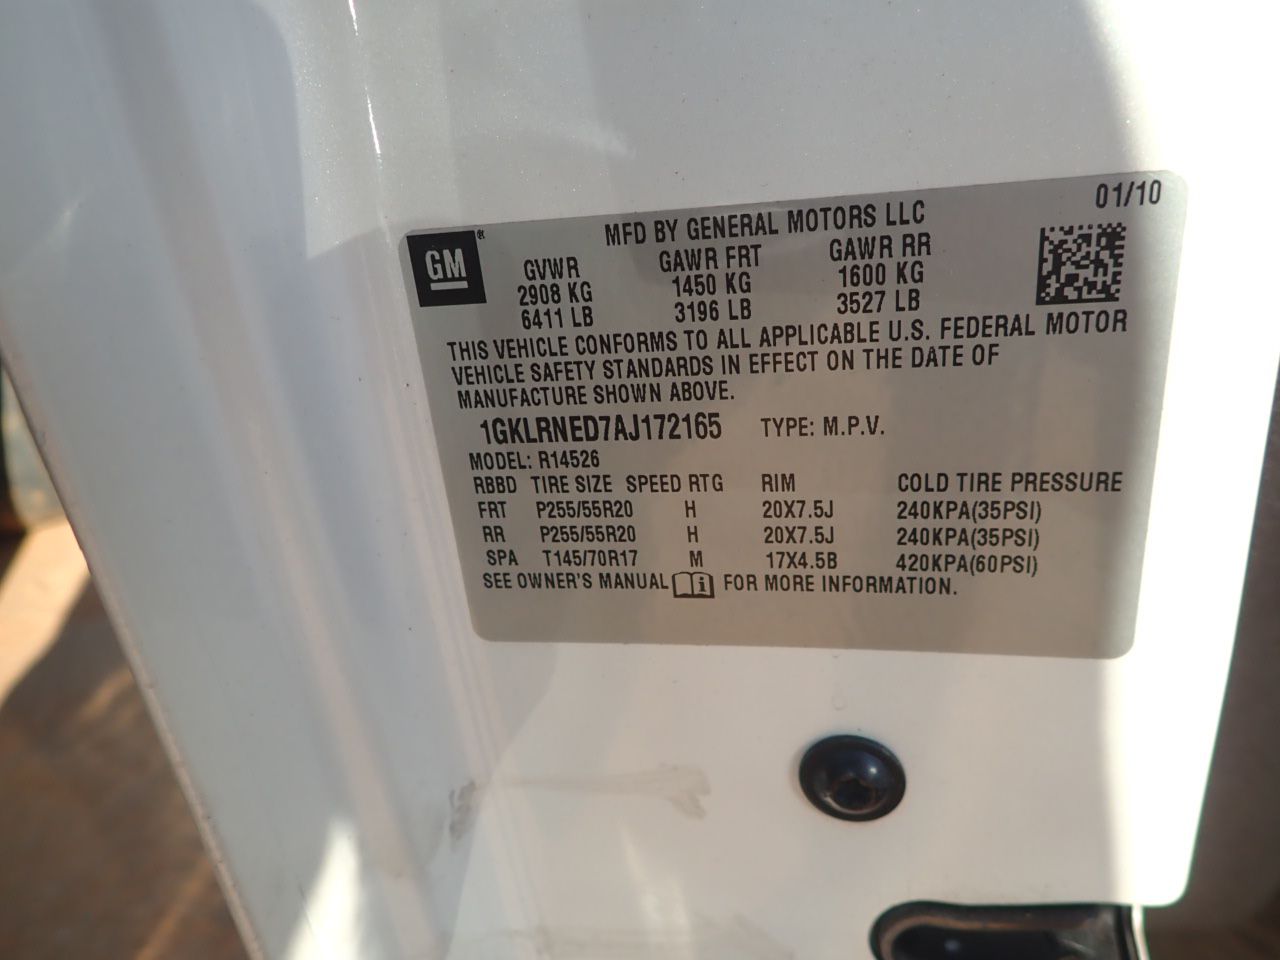 01/10
MFD BY GENERAL MOTORS LLC
GM®
GVWR GAWR FRT GAWR RR
2908 KG 1450 KG 1600 KG
6411 LB 3196 LB 3527 LB
THIS VEHICLE CONFORMS TO ALL APPLICABLE U.S. FEDERAL MOTOR
VEHICLE SAFETY STANDARDS IN EFFECT ON THE DATE OF
MANUFACTURE SHOWN ABOVE.
1GKLRNED7AJ172165 TYPE: M.P.V.
MODEL: R14526
RBBD TIRE SIZE SPEED RTG RIM COLD TIRE PRESSURE
FRT P255/55R20 H 20X7.5J 240KPA(35PSI)
RR P255/55R20 H 20X7.5J 240KPA(35PSI)
SPA T145/70R17 M 17X4.5B 420KPA(60PSI)
SEE OWNER'S MANUAL i FOR MORE INFORMATION.